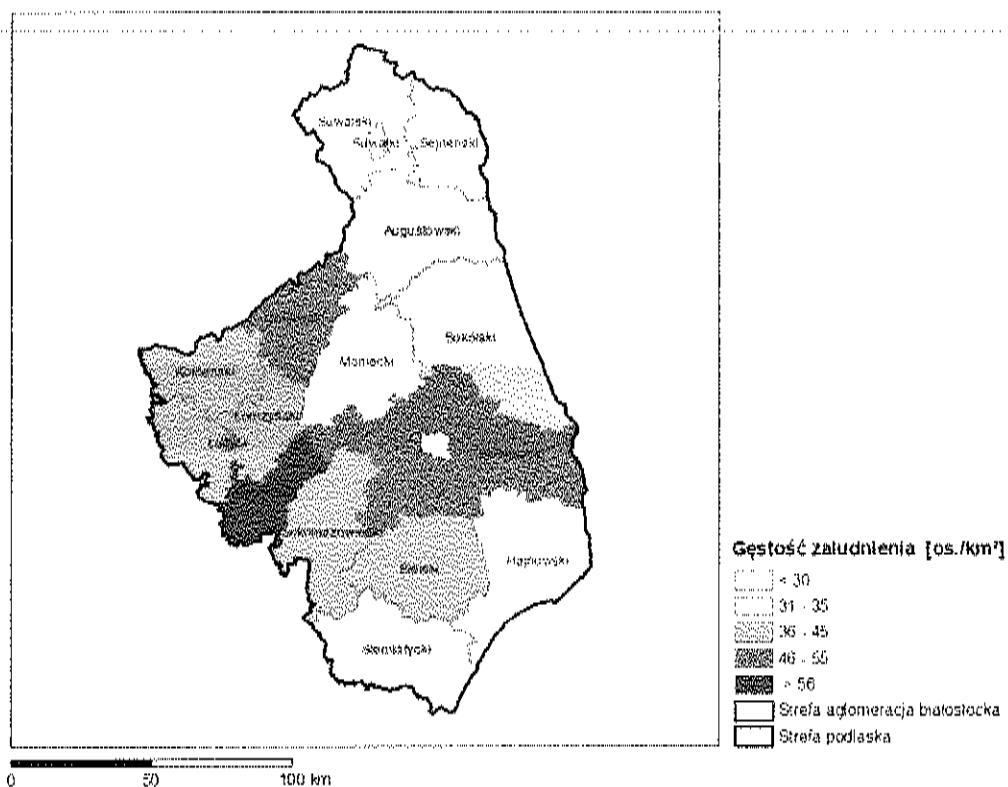 Suwalski
Suwałki
Sejneński
Augustowski
Sokólski
Moniecki
Kolneński
Łomżyński
Łomża
Bielski
Hajnowski
Siemiatycki
Gęstość zaludnienia [os./km²]
< 30
31 - 35
36 - 45
46 - 55
> 56
Strefa aglomeracja białostocka
Strefa podlaska
0 50 100 km